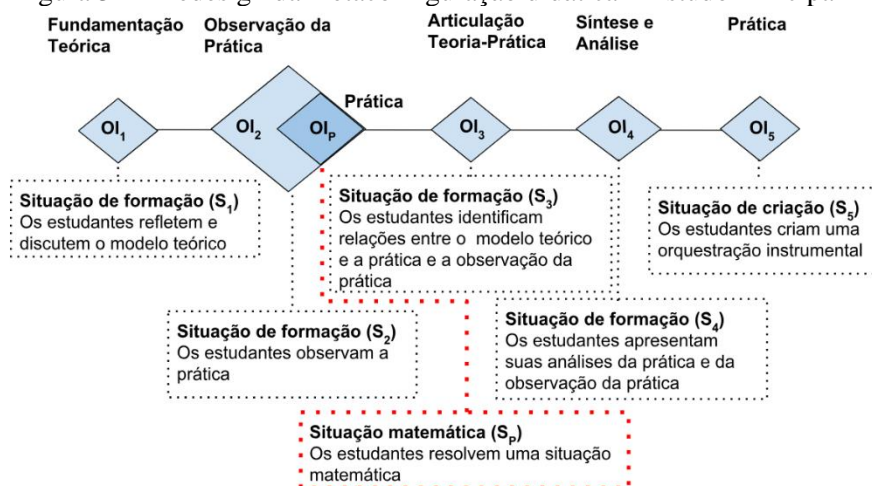 Fundamentação
Teórica
Observação da
Prática
Prática
Articulação
Teoria-Prática
Síntese e
Análise
Prática
OI₁
OI₂
OIₚ
OI₃
OI₄
OI₅
Situação de formação (S₁)
Os estudantes refletem e
discutem o modelo teórico
Situação de formação (S₃)
Os estudantes identificam
relações entre o modelo teórico
e a prática e a observação da
prática
Situação de criação (S₅)
Os estudantes criam uma
orquestração instrumental
Situação de formação (S₂)
Os estudantes observam a
prática
Situação de formação (S₄)
Os estudantes apresentam
suas análises da prática e da
observação da prática
Situação matemática (Sₚ)
Os estudantes resolvem uma situação
matemática